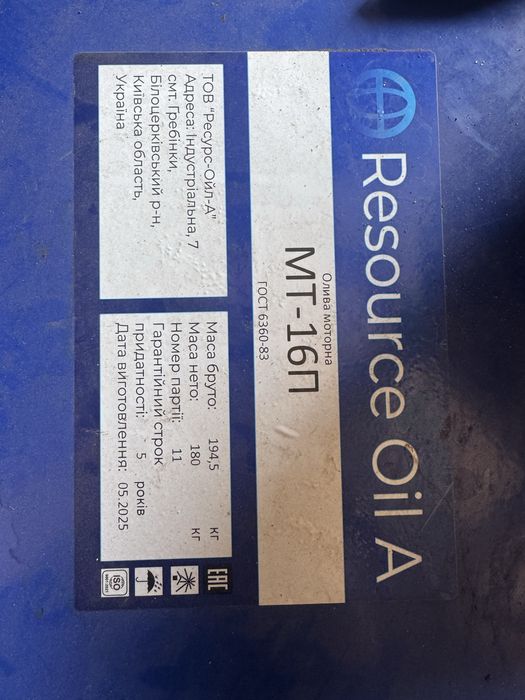 Resource Oil A
Олива моторна
МТ-16П
ГОСТ 6360-83
ТОВ "Ресурс-Ойл-А"
Адреса: Індустріальна, 7
смт. Гребінки,
Білоцерківський р-н,
Київська область,
Україна
Маса бруто: 194,5 кг
Маса нето: 180 кг
Номер партії: 11
Гарантійний строк
придатності: 5 років
Дата виготовлення: 05.2025
EAC
ISO